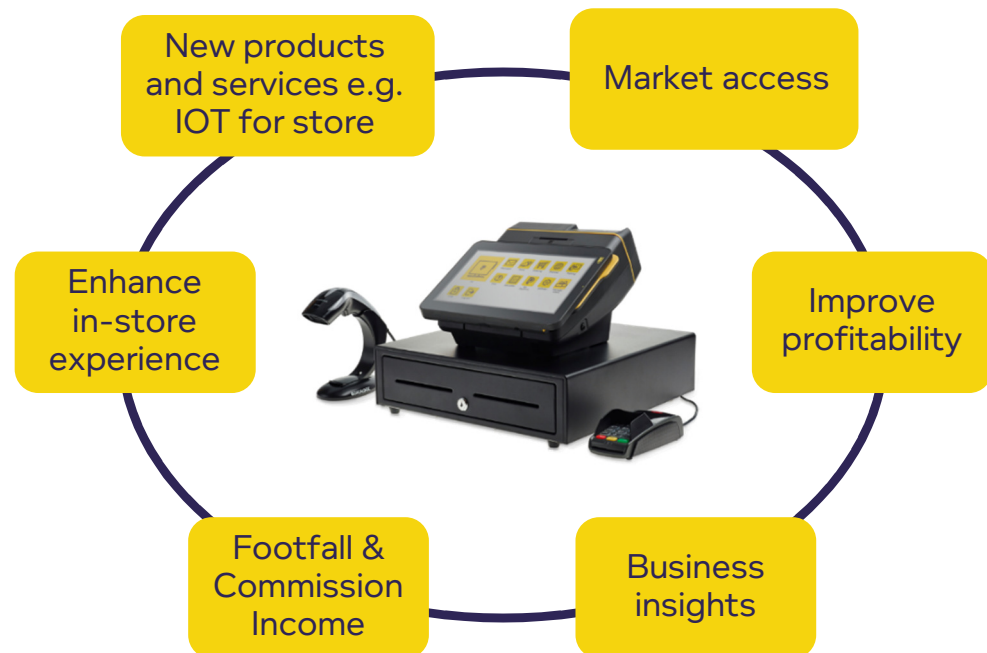 New products
and services e.g.
IOT for store
Market access
Enhance
in-store
experience
Improve
profitability
Footfall &
Commission
Income
Business
insights